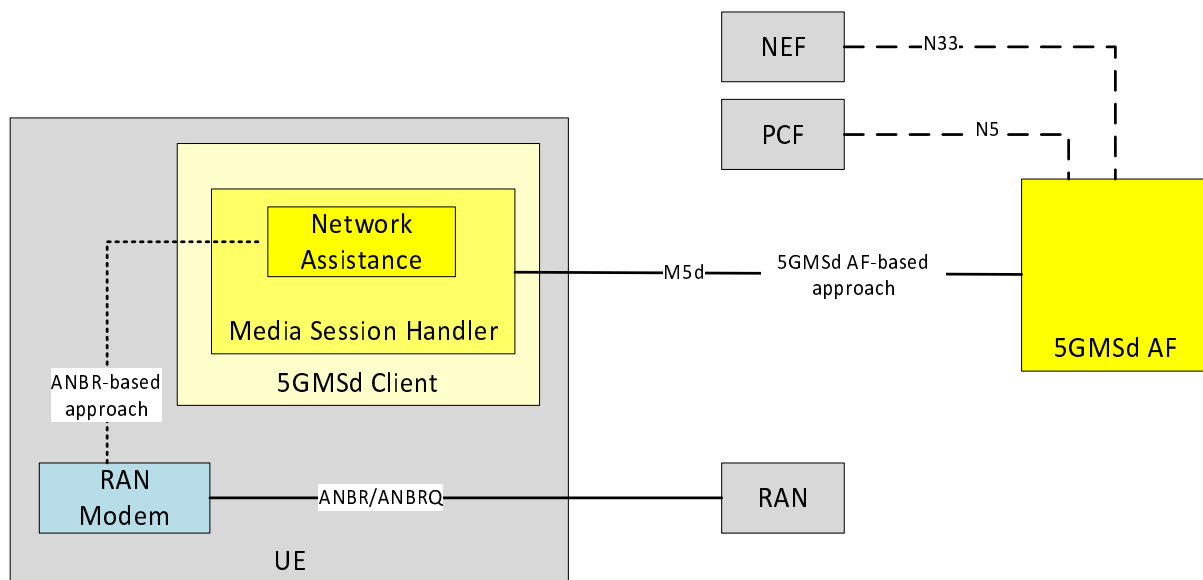 NEF
N33
PCF
N5
Network
Assistance
Media Session Handler
5GMSd Client
M5d
5GMSd AF-based
approach
5GMSd AF
ANBR-based
approach
RAN
Modem
ANBR/ANBRQ
RAN
UE